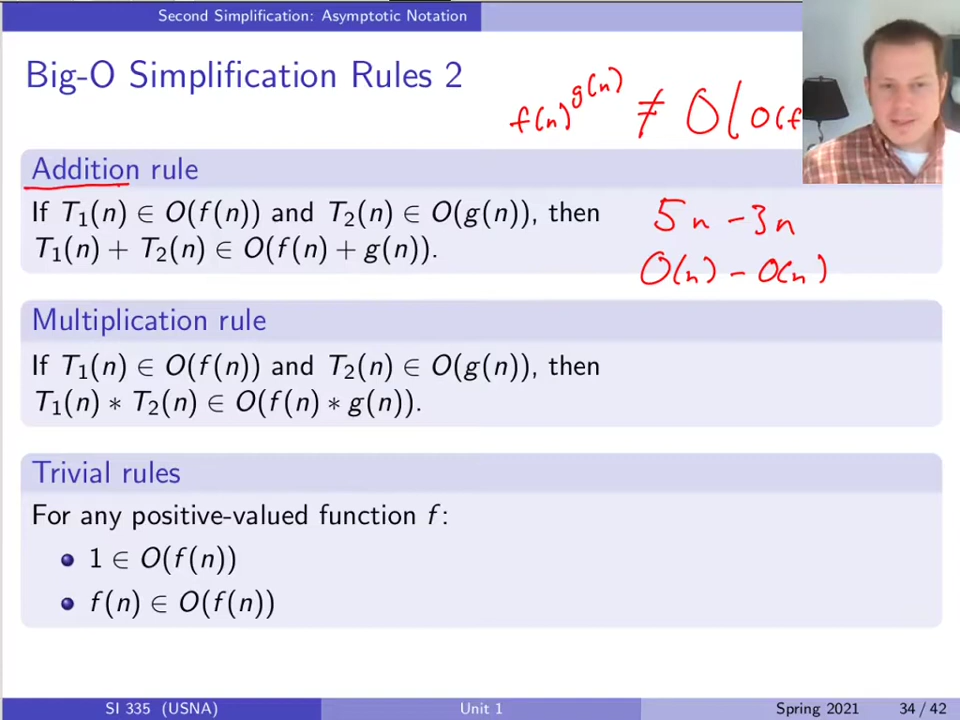 Second Simplification: Asymptotic Notation
Big-O Simplification Rules 2
f(n)^g(n) ≠ O(O(f
Addition rule
If T₁(n) ∈ O(f(n)) and T₂(n) ∈ O(g(n)), then
T₁(n) + T₂(n) ∈ O(f(n) + g(n)).
5n - 3n
O(n) - O(n)
Multiplication rule
If T₁(n) ∈ O(f(n)) and T₂(n) ∈ O(g(n)), then
T₁(n) ∗ T₂(n) ∈ O(f(n) ∗ g(n)).
Trivial rules
For any positive-valued function f:
• 1 ∈ O(f(n))
• f(n) ∈ O(f(n))
SI 335 (USNA) Unit 1 Spring 2021 34 / 42